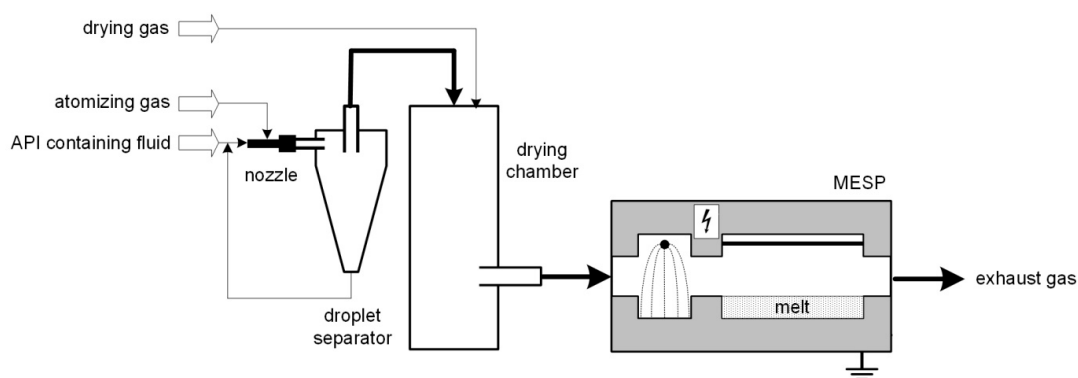 drying gas
atomizing gas
API containing fluid
nozzle
droplet
separator
drying
chamber
MESP
melt
exhaust gas